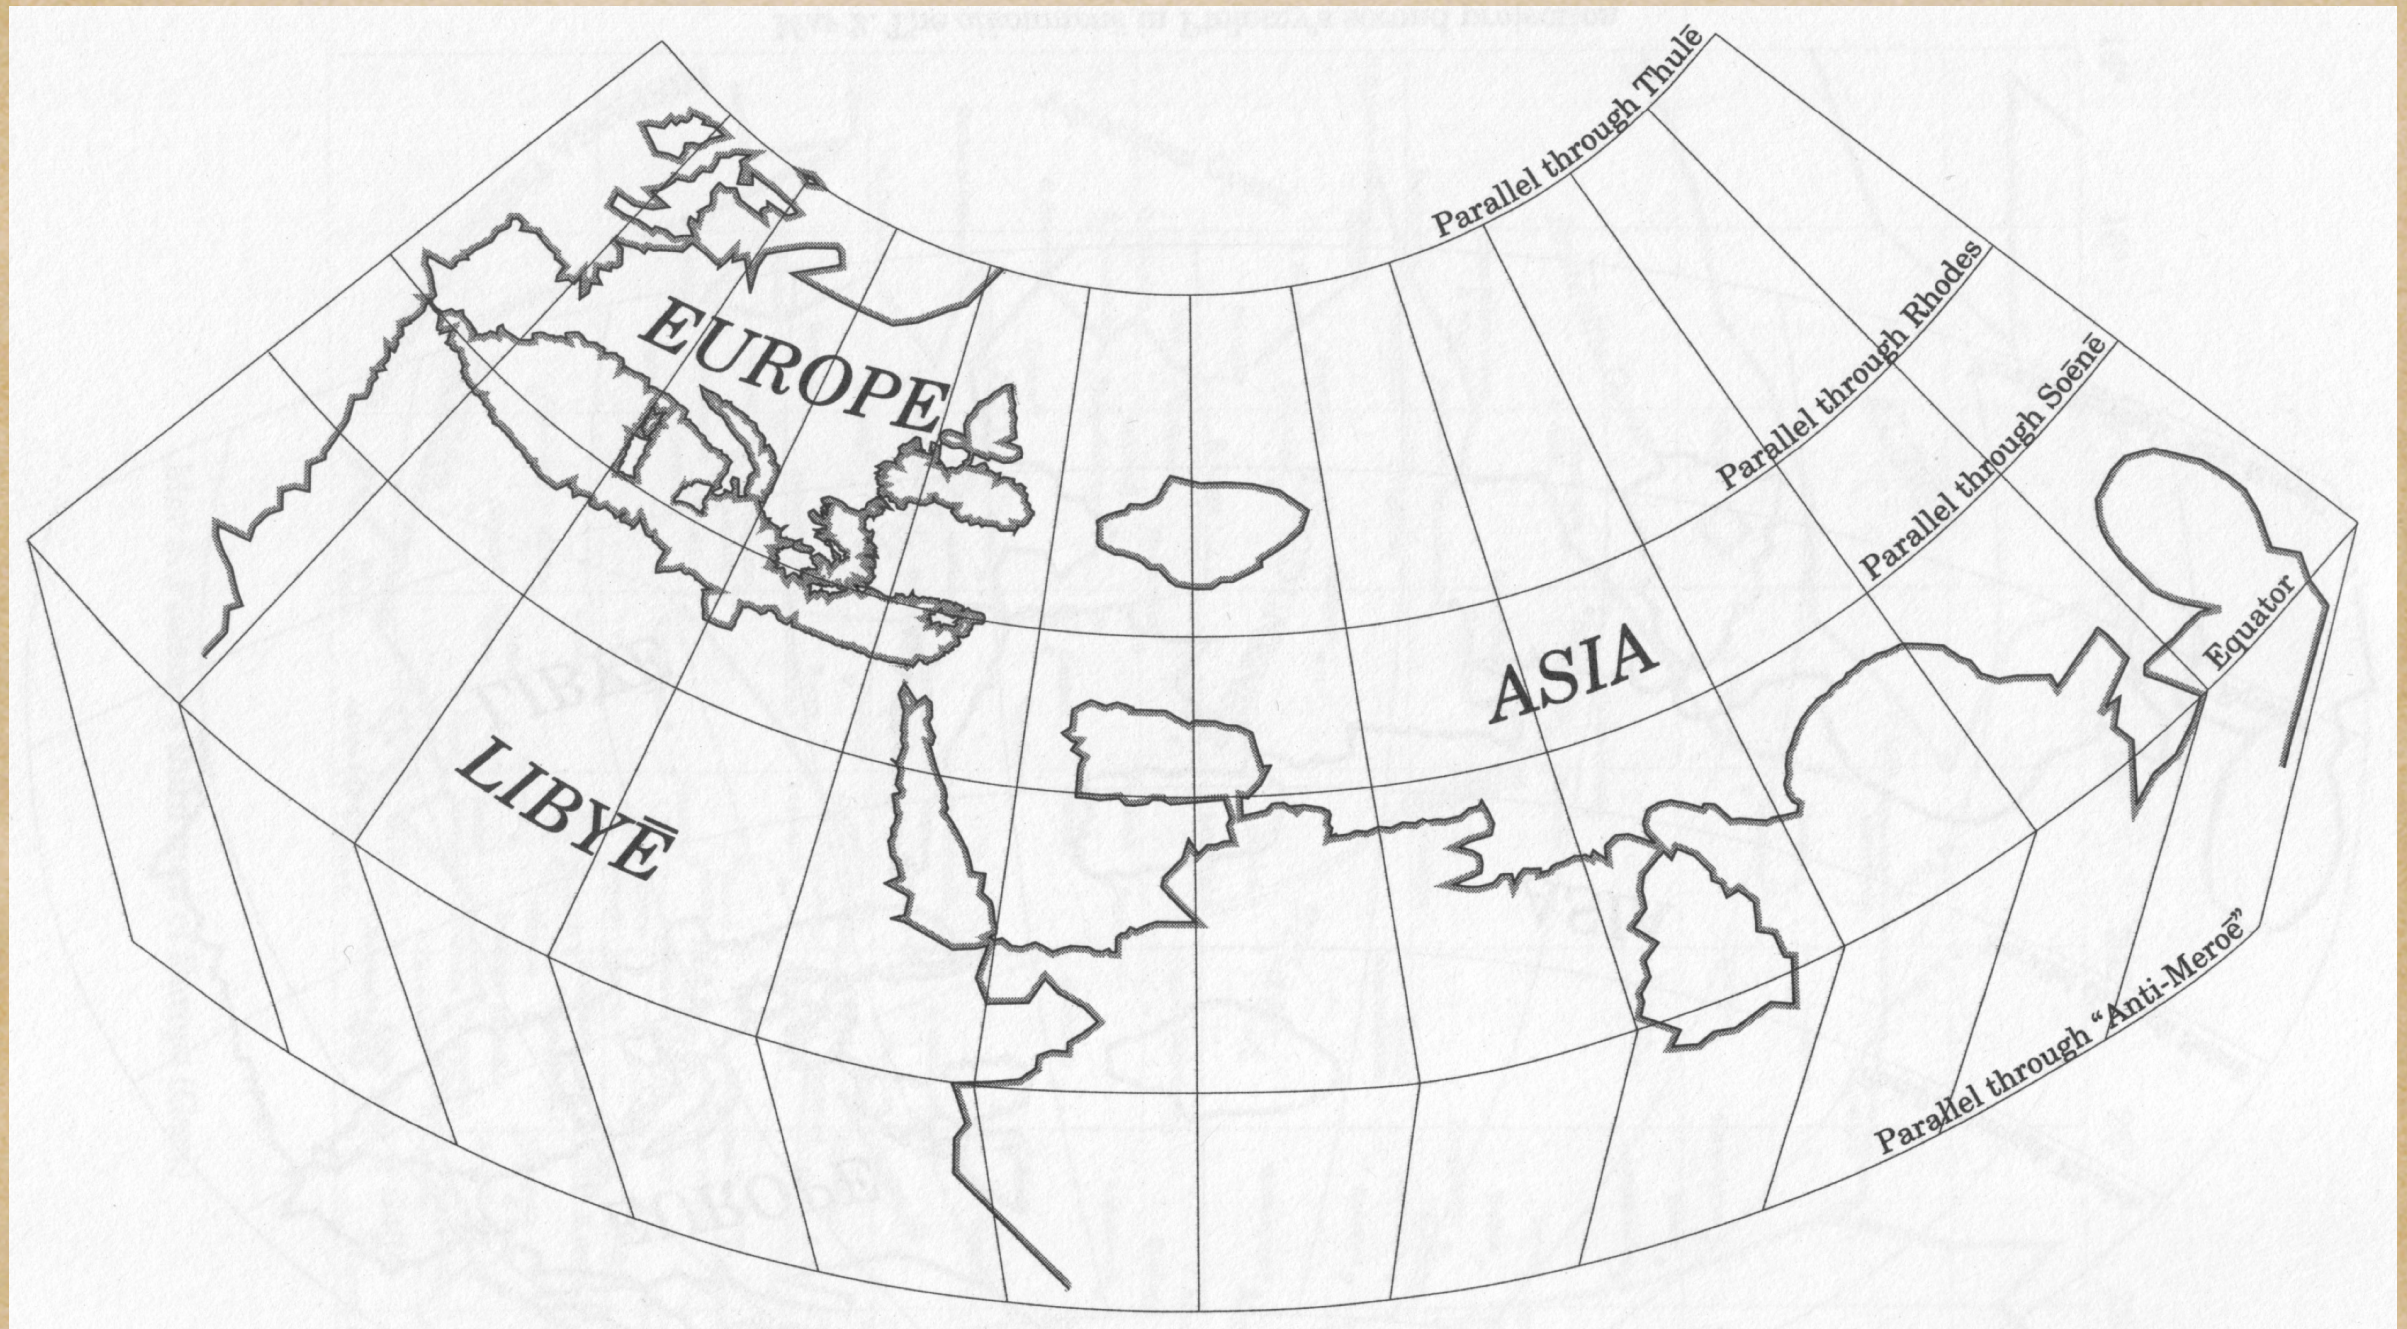 Parallel through Thulē
Parallel through Rhodes
Parallel through Soēnē
EUROPE
ASIA
Equator
LIBYĒ
Parallel through “Anti-Meroē”